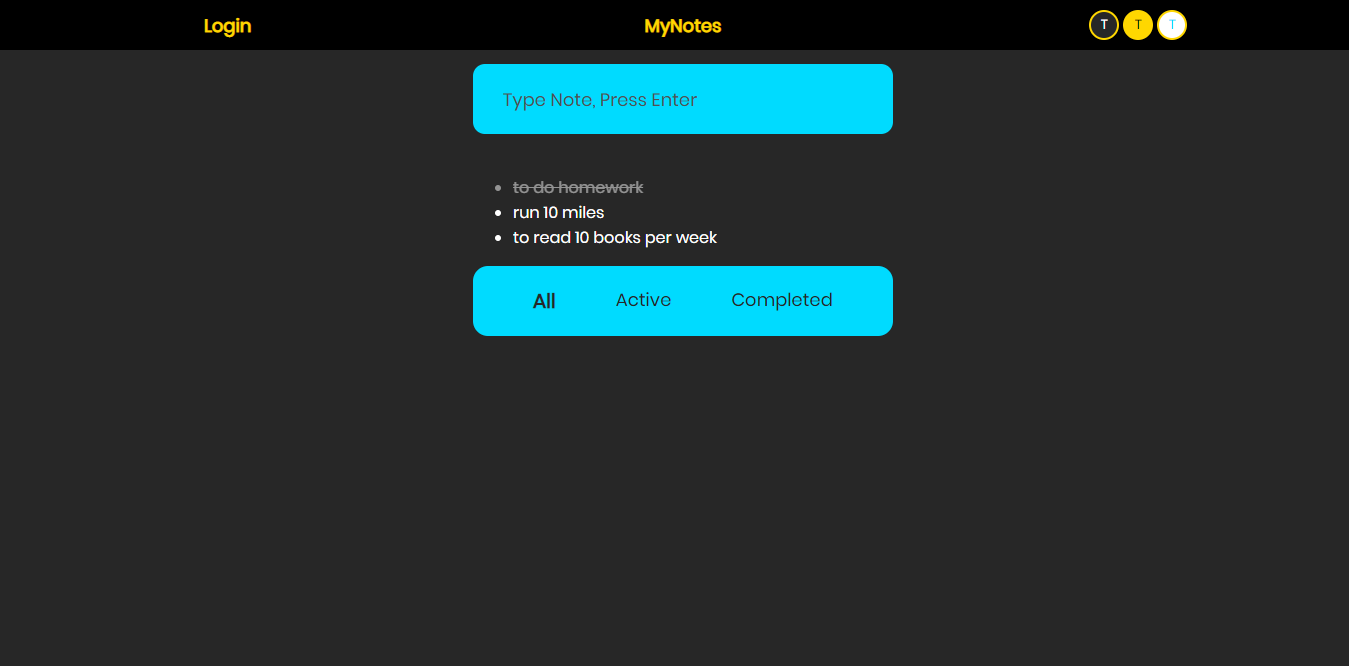 Login MyNotes T T T
Type Note, Press Enter
to do homework
run 10 miles
to read 10 books per week
All Active Completed